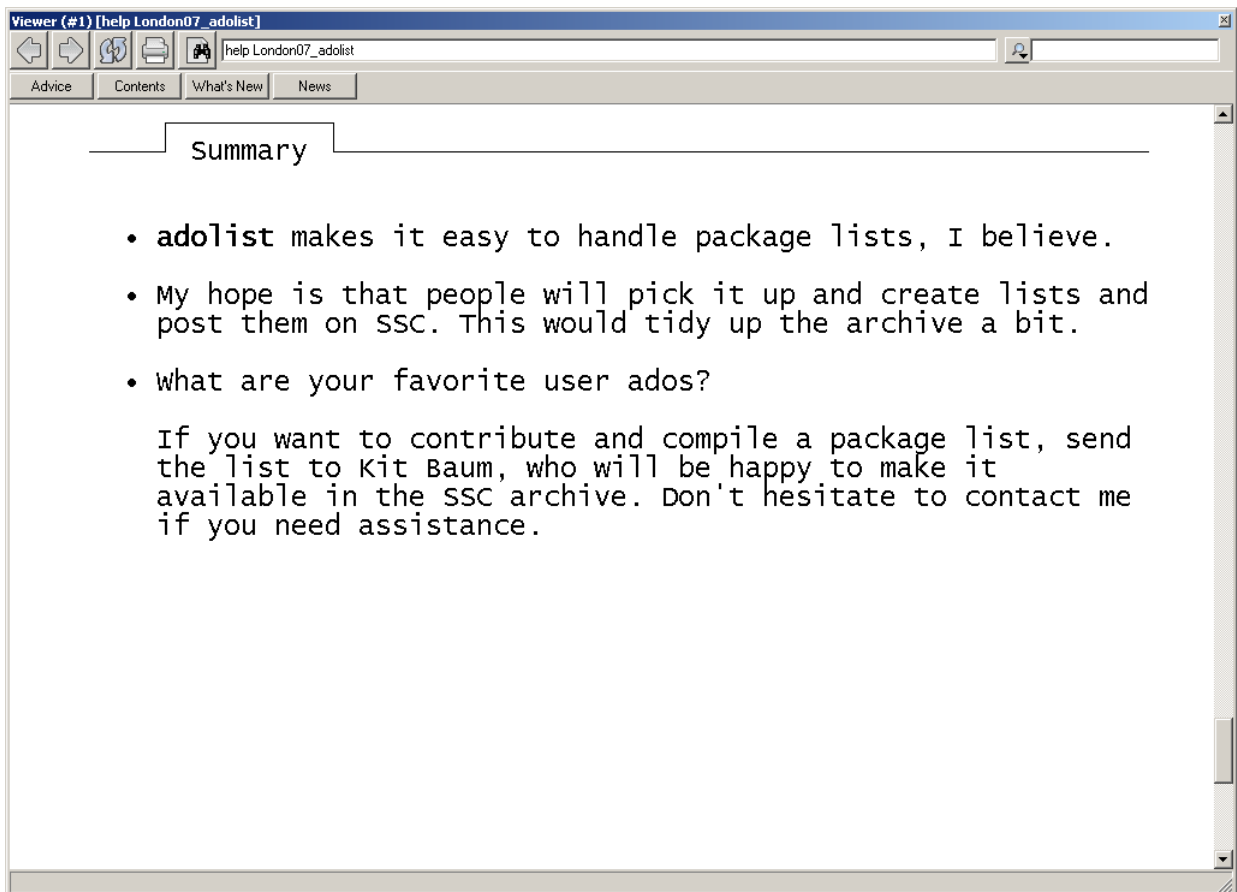 Viewer (#1) [help London07_adolist]
help London07_adolist
Advice Contents What's New News
Summary
• adolist makes it easy to handle package lists, I believe.
• My hope is that people will pick it up and create lists and
post them on SSC. This would tidy up the archive a bit.
• What are your favorite user ados?
If you want to contribute and compile a package list, send
the list to Kit Baum, who will be happy to make it
available in the SSC archive. Don't hesitate to contact me
if you need assistance.